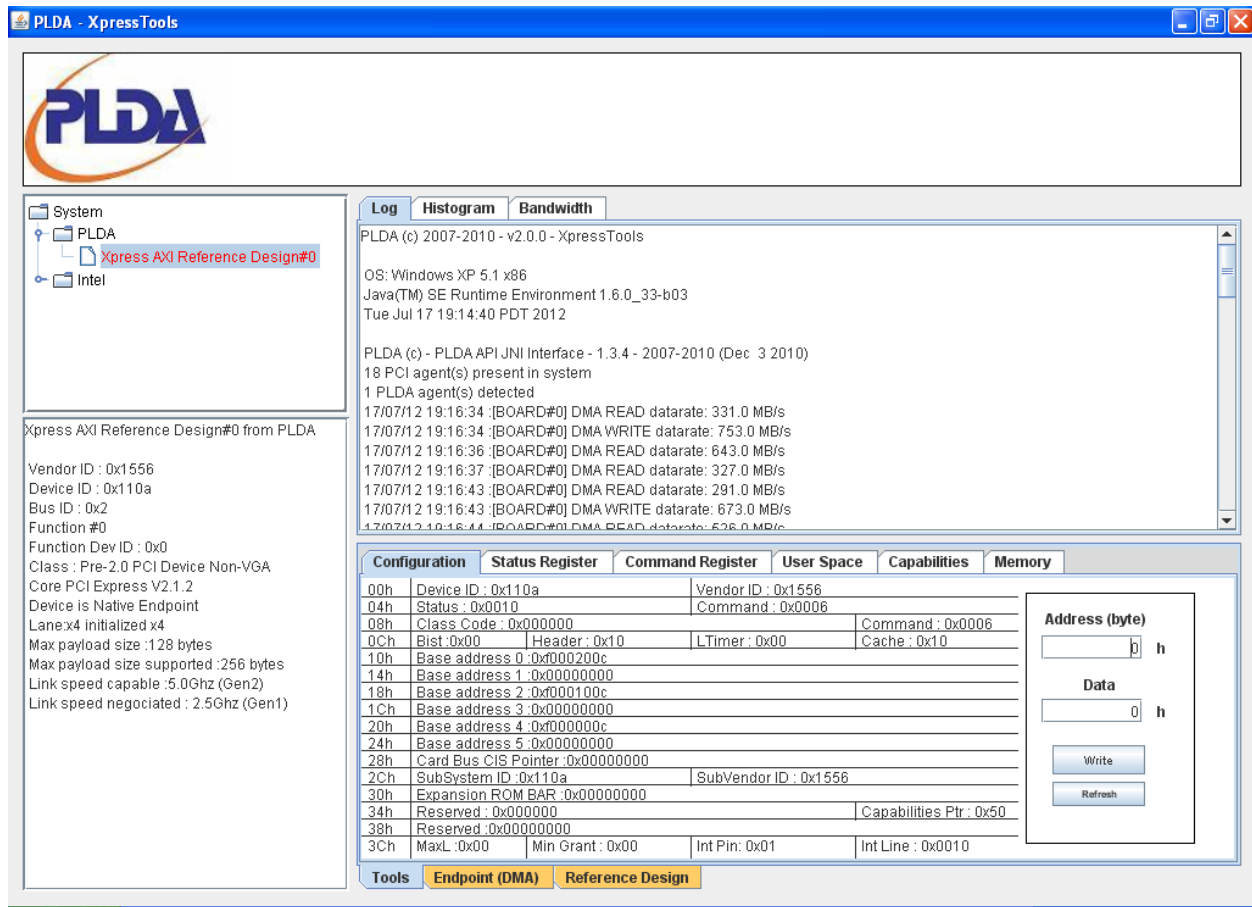 PLDA - XpressTools
PLDA
System
PLDA
Xpress AXI Reference Design#0
Intel
Xpress AXI Reference Design#0 from PLDA
Vendor ID : 0x1556
Device ID : 0x110a
Bus ID : 0x2
Function #0
Function Dev ID : 0x0
Class : Pre-2.0 PCI Device Non-VGA
Core PCI Express V2.1.2
Device is Native Endpoint
Lane:x4 initialized x4
Max payload size :128 bytes
Max payload size supported :256 bytes
Link speed capable :5.0Ghz (Gen2)
Link speed negociated : 2.5Ghz (Gen1)
Log Histogram Bandwidth
PLDA (c) 2007-2010 - v2.0.0 - XpressTools
OS: Windows XP 5.1 x86
Java(TM) SE Runtime Environment 1.6.0_33-b03
Tue Jul 17 19:14:40 PDT 2012
PLDA (c) - PLDA API JNI Interface - 1.3.4 - 2007-2010 (Dec 3 2010)
18 PCI agent(s) present in system
1 PLDA agent(s) detected
17/07/12 19:16:34 :[BOARD#0] DMA READ datarate: 331.0 MB/s
17/07/12 19:16:34 :[BOARD#0] DMA WRITE datarate: 753.0 MB/s
17/07/12 19:16:36 :[BOARD#0] DMA READ datarate: 643.0 MB/s
17/07/12 19:16:37 :[BOARD#0] DMA READ datarate: 327.0 MB/s
17/07/12 19:16:43 :[BOARD#0] DMA READ datarate: 291.0 MB/s
17/07/12 19:16:43 :[BOARD#0] DMA WRITE datarate: 673.0 MB/s
17/07/12 19:16:44 :[BOARD#0] DMA READ datarate: 526.0 MB/s
Configuration Status Register Command Register User Space Capabilities Memory
00h Device ID : 0x110a Vendor ID : 0x1556
04h Status : 0x0010 Command : 0x0006
08h Class Code : 0x000000 Command : 0x0006
0Ch Bist :0x00 Header : 0x10 LTimer : 0x00 Cache : 0x10
10h Base address 0 :0xf000200c
14h Base address 1 :0x00000000
18h Base address 2 :0xf000100c
1Ch Base address 3 :0x00000000
20h Base address 4 :0xf000000c
24h Base address 5 :0x00000000
28h Card Bus CIS Pointer :0x00000000
2Ch SubSystem ID :0x110a SubVendor ID : 0x1556
30h Expansion ROM BAR :0x00000000
34h Reserved : 0x000000 Capabilities Ptr : 0x50
38h Reserved :0x00000000
3Ch MaxL :0x00 Min Grant : 0x00 Int Pin: 0x01 Int Line : 0x0010
Address (byte)
0 h
Data
0 h
Write
Refresh
Tools Endpoint (DMA) Reference Design